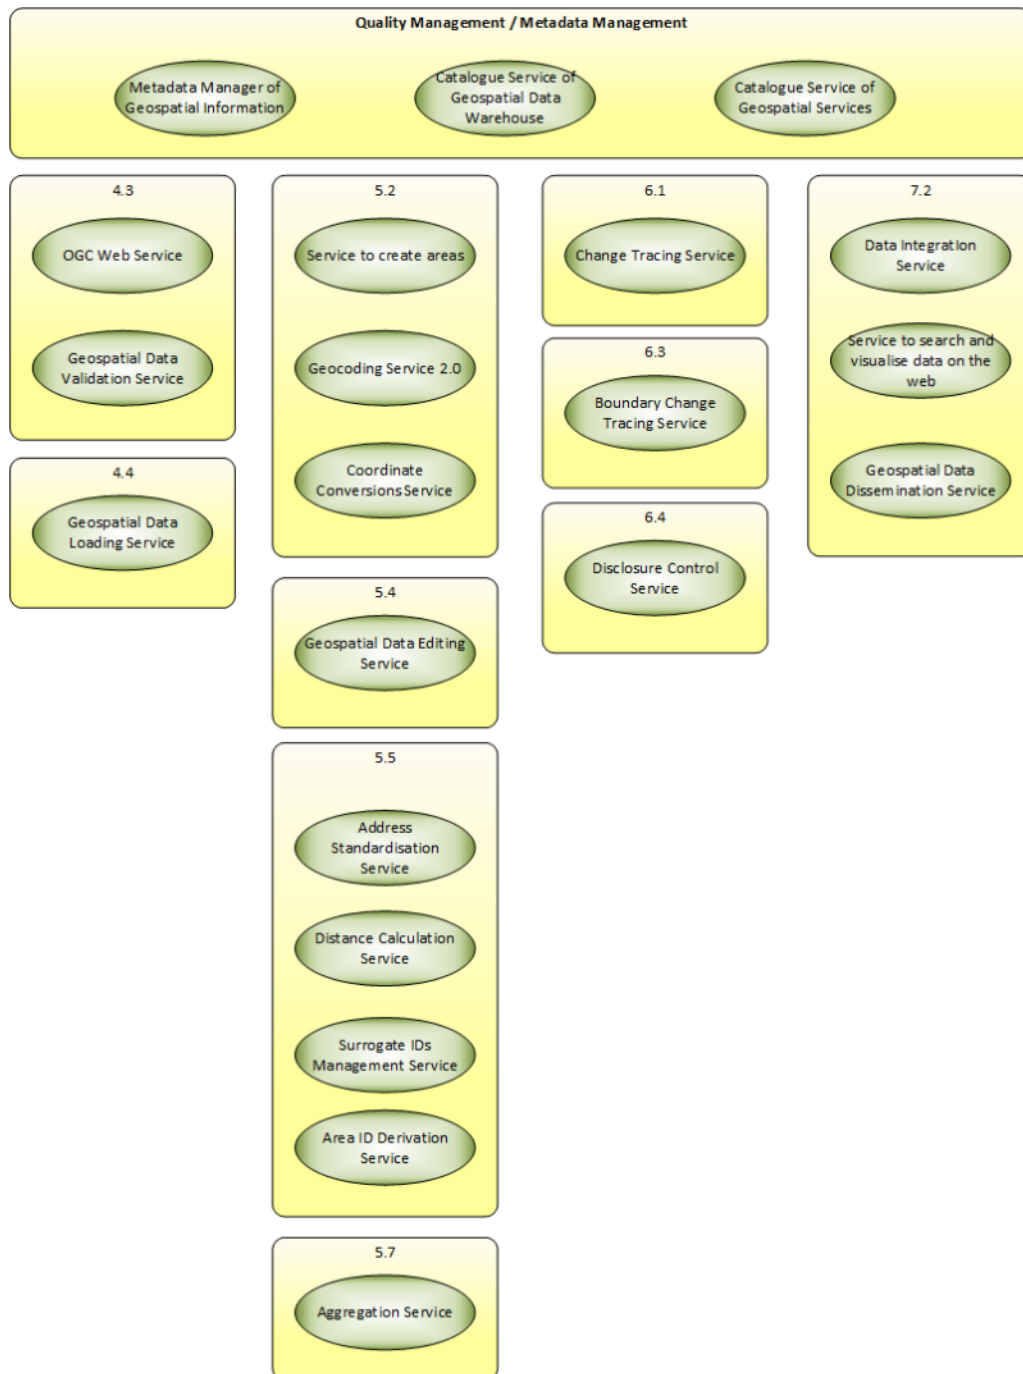 Quality Management / Metadata Management
Metadata Manager of
Geospatial Information
Catalogue Service of
Geospatial Data
Warehouse
Catalogue Service of
Geospatial Services
4.3
OGC Web Service
Geospatial Data
Validation Service
4.4
Geospatial Data
Loading Service
5.2
Service to create areas
Geocoding Service 2.0
Coordinate
Conversions Service
5.4
Geospatial Data Editing
Service
5.5
Address
Standardisation
Service
Distance Calculation
Service
Surrogate IDs
Management Service
Area ID Derivation
Service
5.7
Aggregation Service
6.1
Change Tracing Service
6.3
Boundary Change
Tracing Service
6.4
Disclosure Control
Service
7.2
Data Integration
Service
Service to search and
visualise data on the
web
Geospatial Data
Dissemination Service